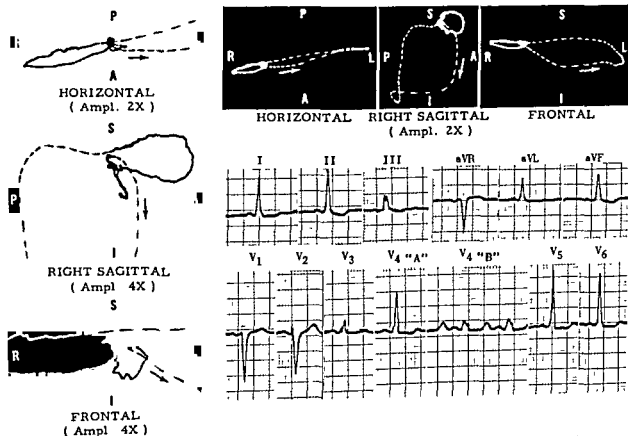 P
R
A
HORIZONTAL
( Ampl. 2X )
S
P
I
RIGHT SAGITTAL
( Ampl 4X )
S
R
I
FRONTAL
( Ampl 4X )
P
R L
A
HORIZONTAL
S
P A
I
RIGHT SAGITTAL
( Ampl. 2X )
S
R L
I
FRONTAL
I II III aVR aVL aVF
V1 V2 V3 V4 "A" V4 "B" V5 V6